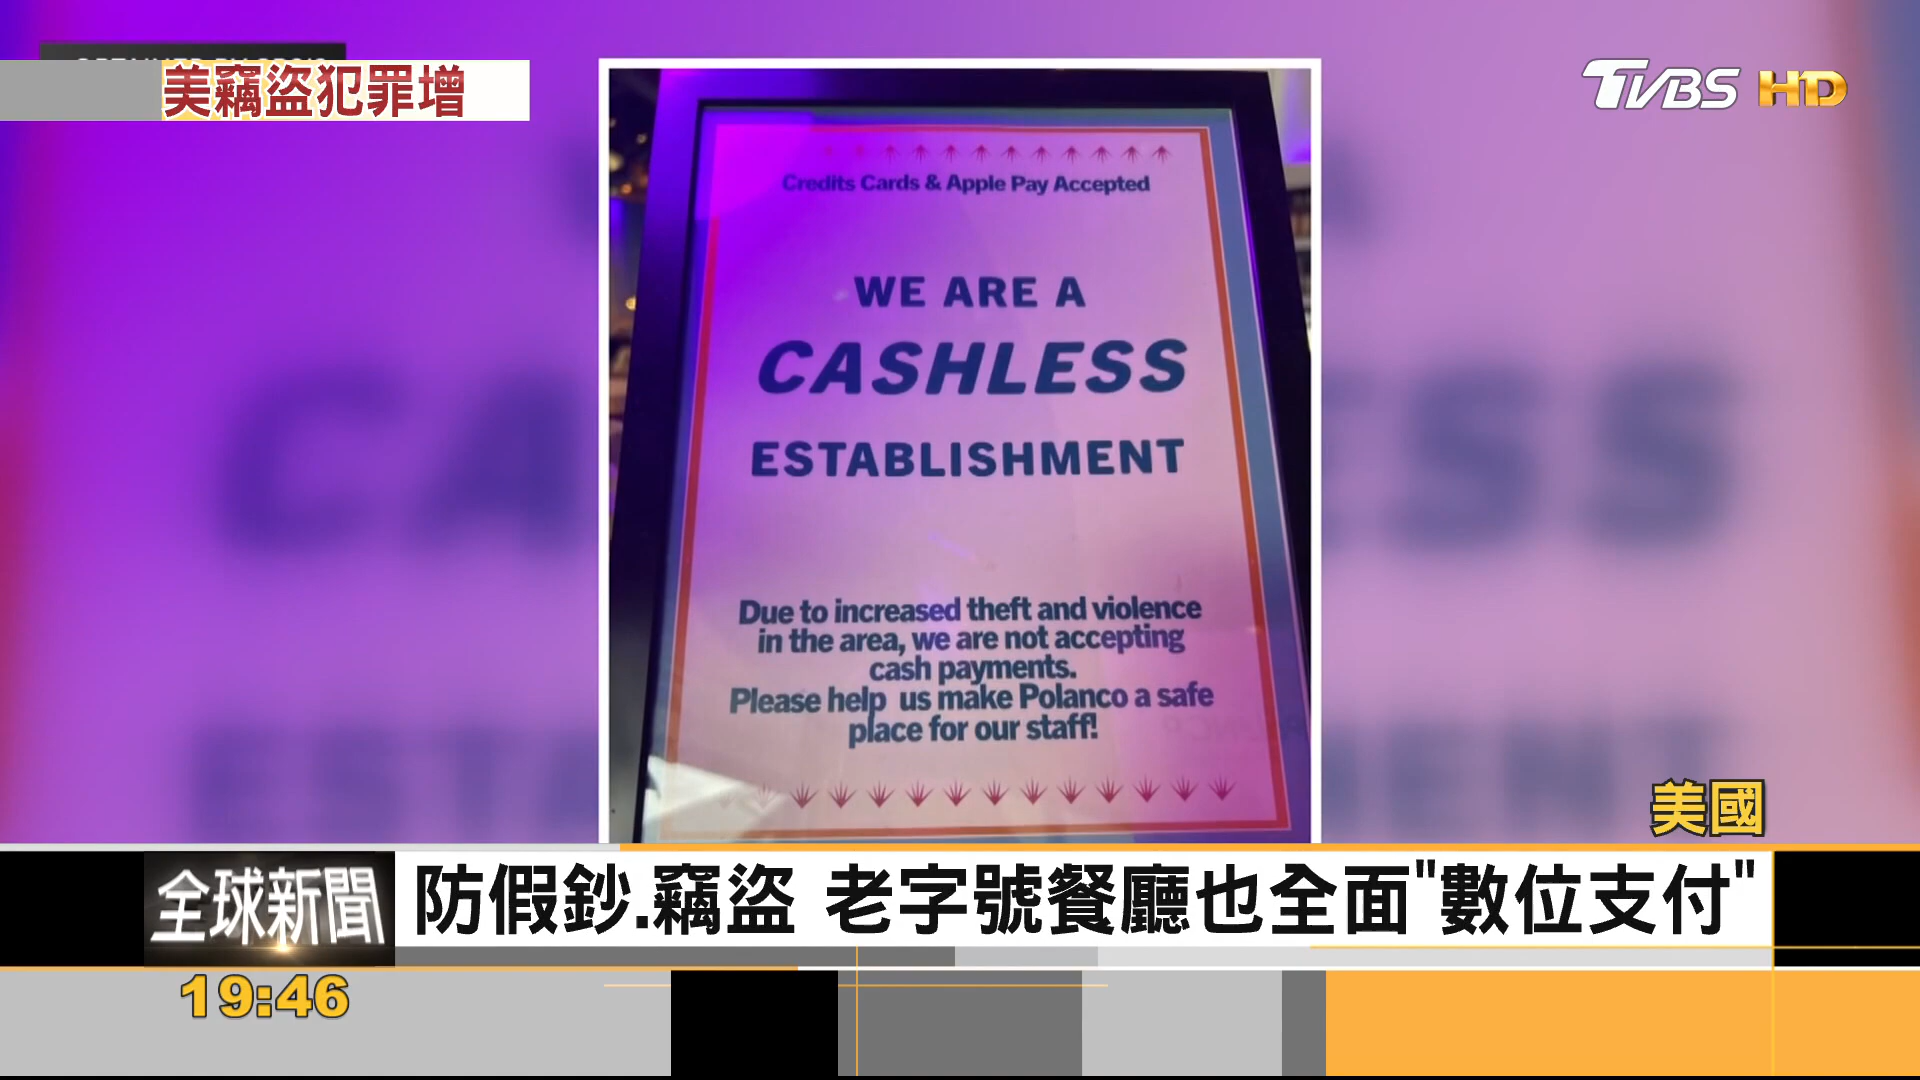 美竊盜犯罪增
TVBS HD
Credits Cards & Apple Pay Accepted
WE ARE A
CASHLESS
ESTABLISHMENT
Due to increased theft and violence
in the area, we are not accepting
cash payments.
Please help us make Polanco a safe
place for our staff!
美國
全球新聞
防假鈔.竊盜 老字號餐廳也全面"數位支付"
19:46